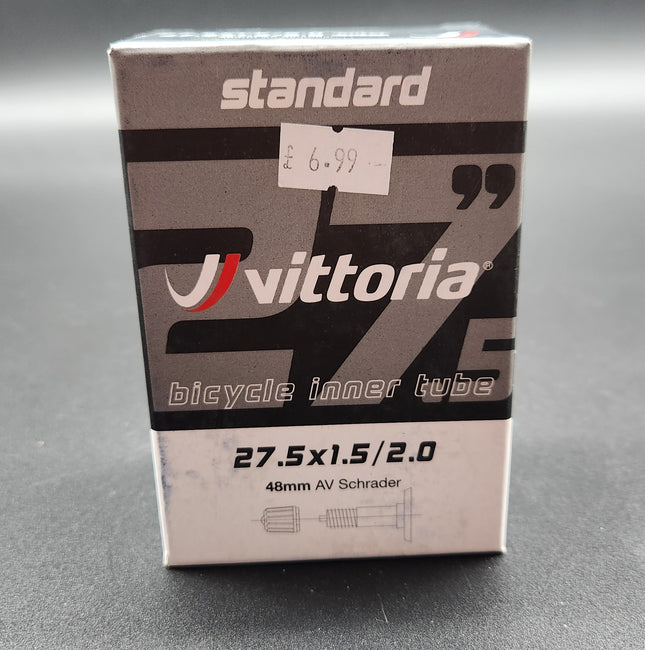 standard
£ 6.99
27.5"
vittoria®
bicycle inner tube
27.5x1.5/2.0
48mm AV Schrader